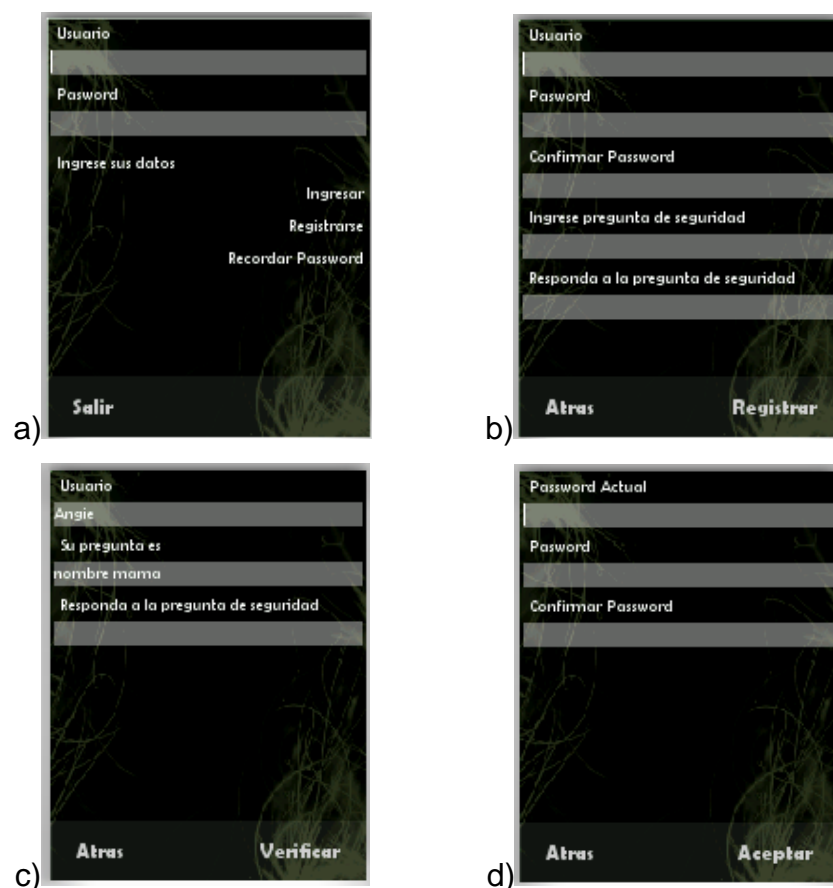 Usuario
Pasword
Ingrese sus datos
Ingresar
Registrarse
Recordar Password
Salir
a)
Usuario
Pasword
Confirmar Password
Ingrese pregunta de seguridad
Responda a la pregunta de seguridad
Atras Registrar
b)
Usuario
Angie
Su pregunta es
nombre mama
Responda a la pregunta de seguridad
Atras Verificar
c)
Password Actual
Pasword
Confirmar Password
Atras Aceptar
d)